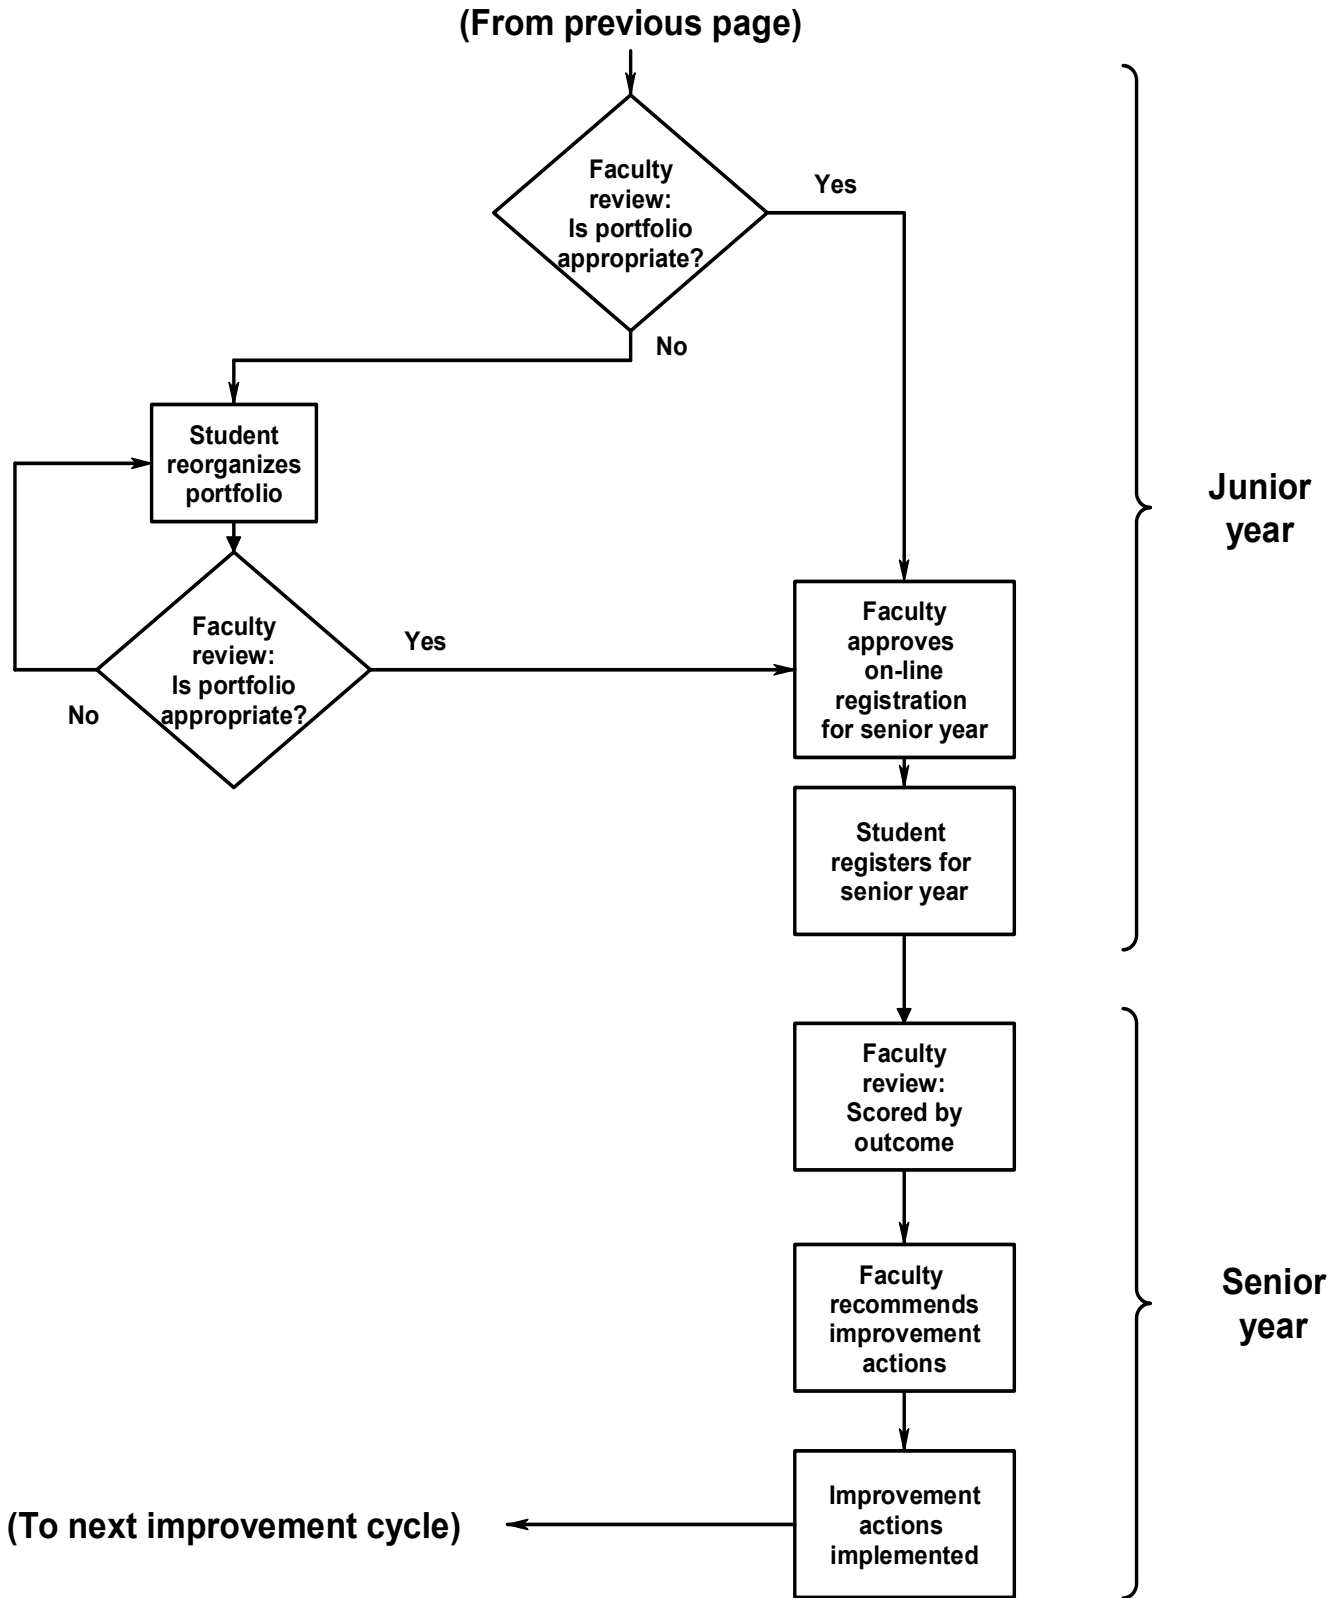 (From previous page)
Faculty
review:
Is portfolio
appropriate?
Yes
No
Student
reorganizes
portfolio
Junior
year
Faculty
review:
Is portfolio
appropriate?
Yes
No
Faculty
approves
on-line
registration
for senior year
Student
registers for
senior year
Faculty
review:
Scored by
outcome
Faculty
recommends
improvement
actions
Senior
year
Improvement
actions
implemented
(To next improvement cycle)